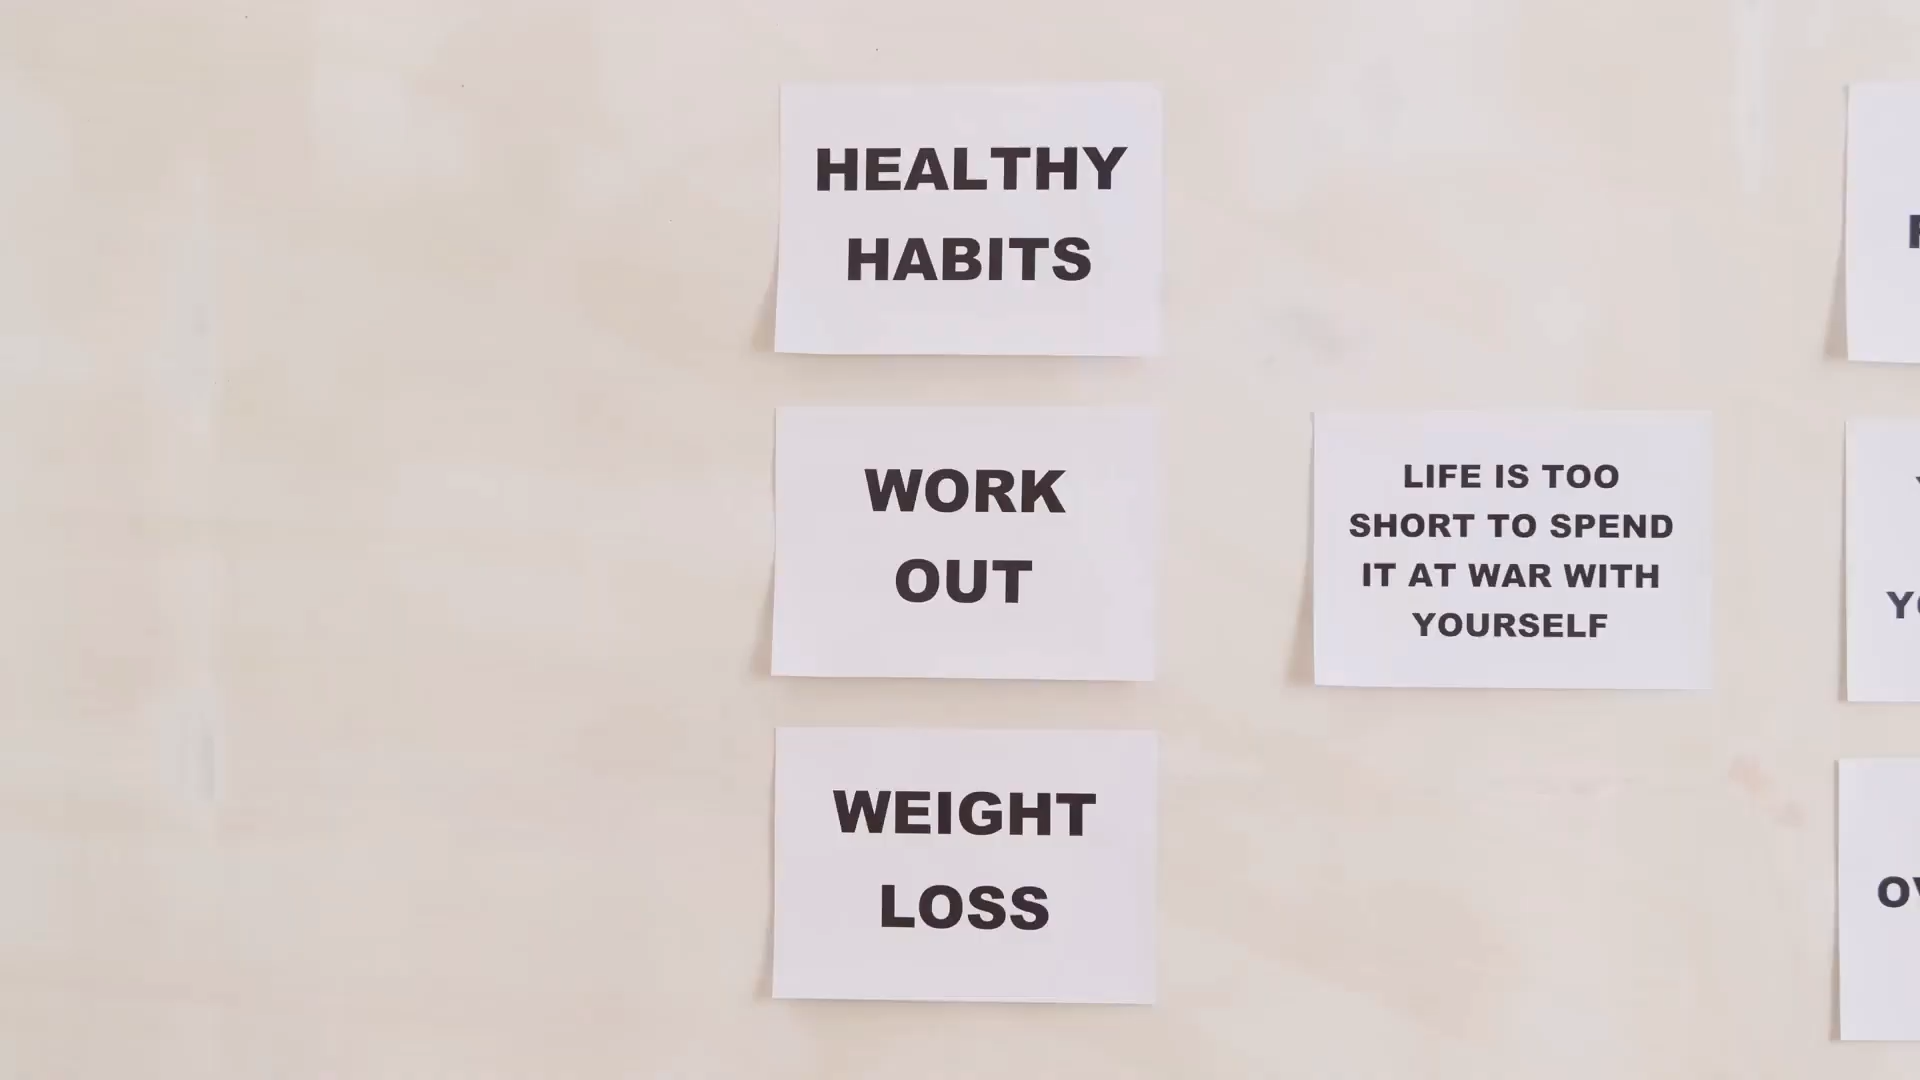 HEALTHY
HABITS
WORK
OUT
WEIGHT
LOSS
LIFE IS TOO
SHORT TO SPEND
IT AT WAR WITH
YOURSELF